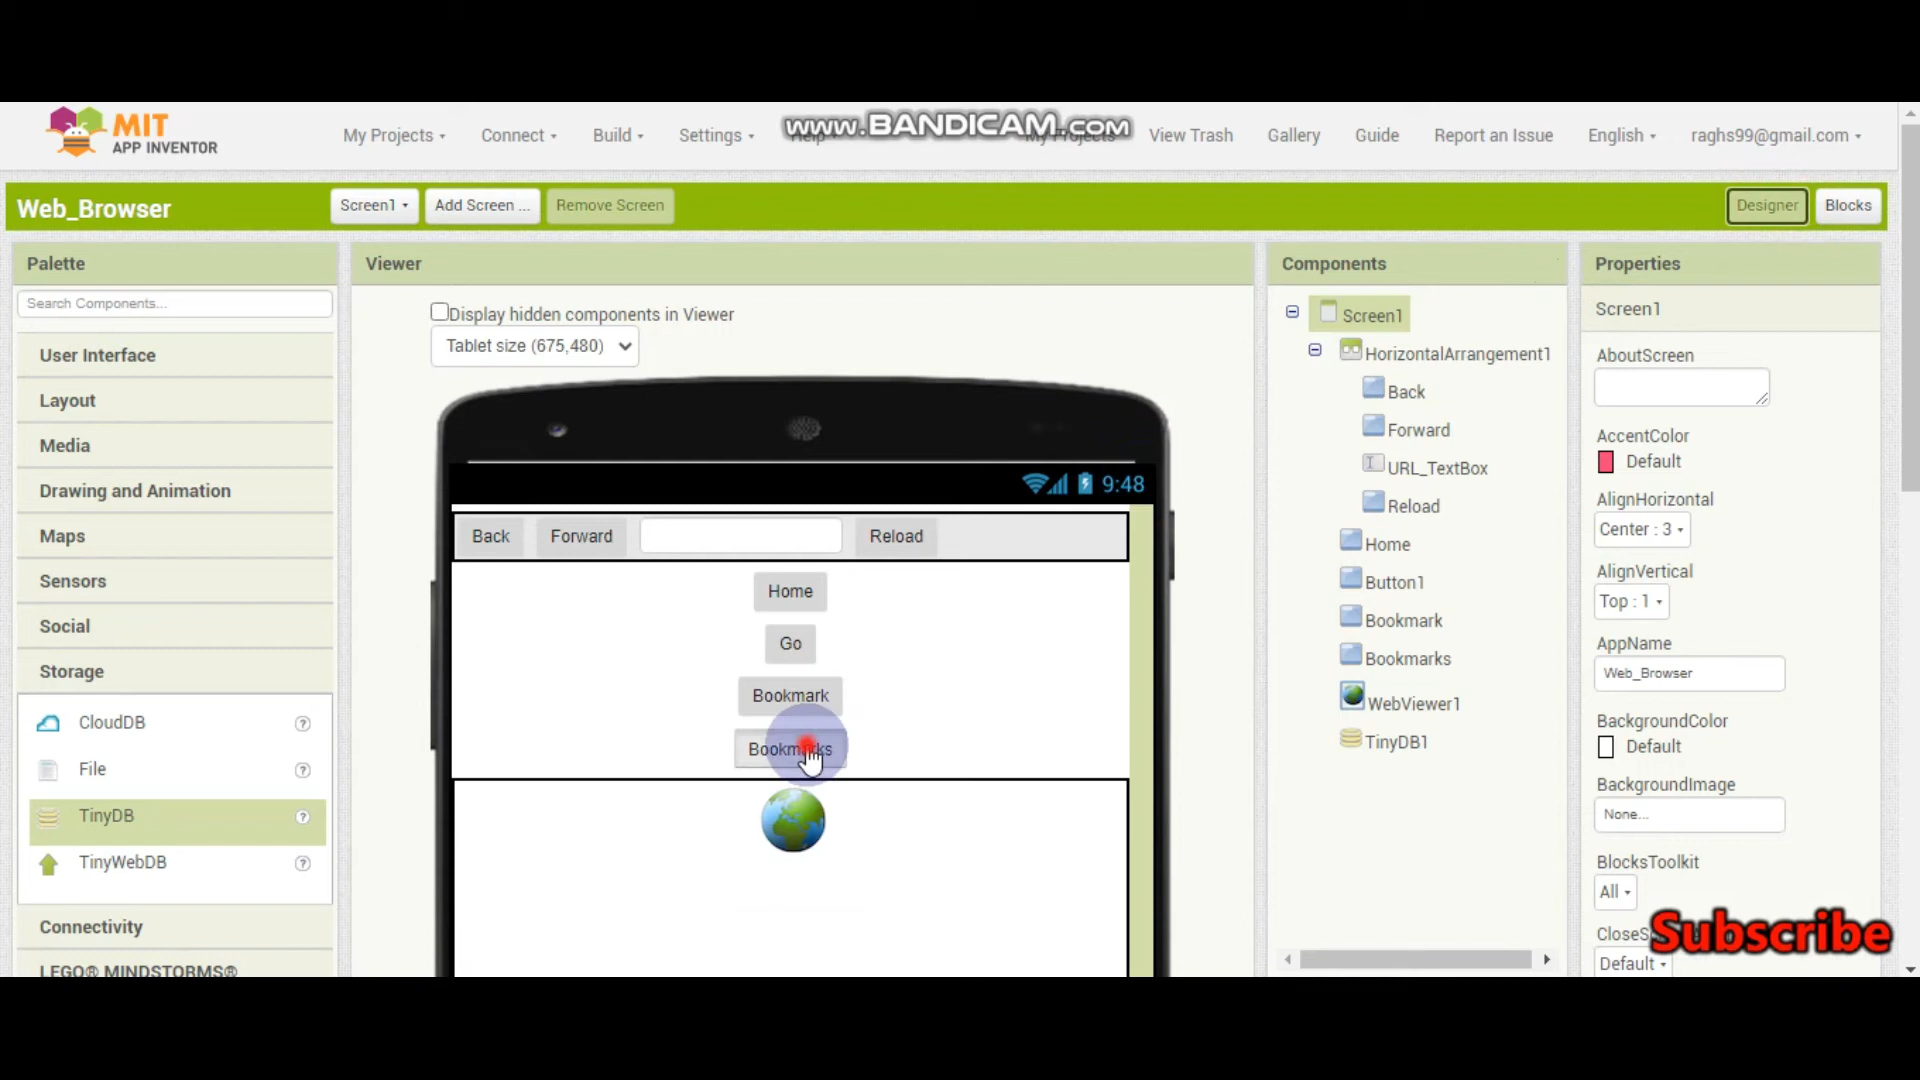 www.BANDICAM.com
MIT
APP INVENTOR
My Projects
Connect
Build
Settings
Help
My Projects
View Trash
Gallery
Guide
Report an Issue
English
raghs99@gmail.com
Web_Browser
Screen1
Add Screen ...
Remove Screen
Designer
Blocks
Palette
Search Components...
User Interface
Layout
Media
Drawing and Animation
Maps
Sensors
Social
Storage
CloudDB
?
File
?
TinyDB
?
TinyWebDB
?
Connectivity
LEGO® MINDSTORMS®
Viewer
Display hidden components in Viewer
Tablet size (675,480)
9:48
Back
Forward
Reload
Home
Go
Bookmark
Bookmarks
Components
Screen1
HorizontalArrangement1
Back
Forward
URL_TextBox
Reload
Home
Button1
Bookmark
Bookmarks
WebViewer1
TinyDB1
Properties
Screen1
AboutScreen
AccentColor
Default
AlignHorizontal
Center : 3
AlignVertical
Top : 1
AppName
Web_Browser
BackgroundColor
Default
BackgroundImage
None...
BlocksToolkit
All
Default
Subscribe